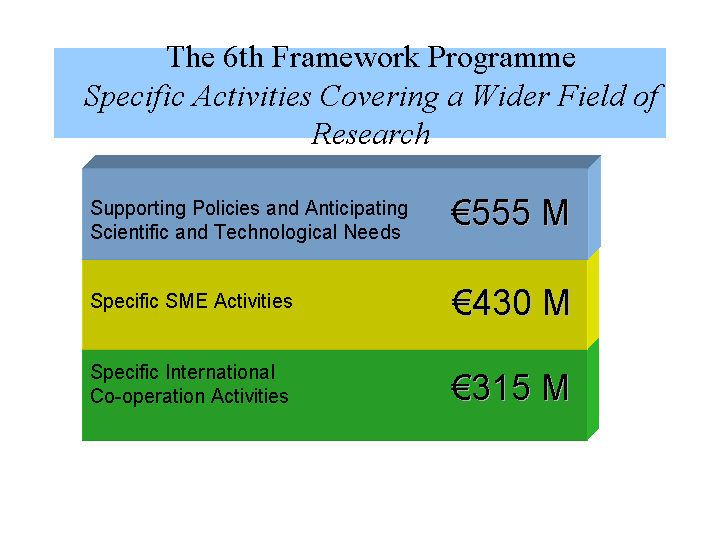 The 6th Framework Programme
Specific Activities Covering a Wider Field of
Research
Supporting Policies and Anticipating
Scientific and Technological Needs
€555 M
Specific SME Activities
€430 M
Specific International
Co-operation Activities
€315 M